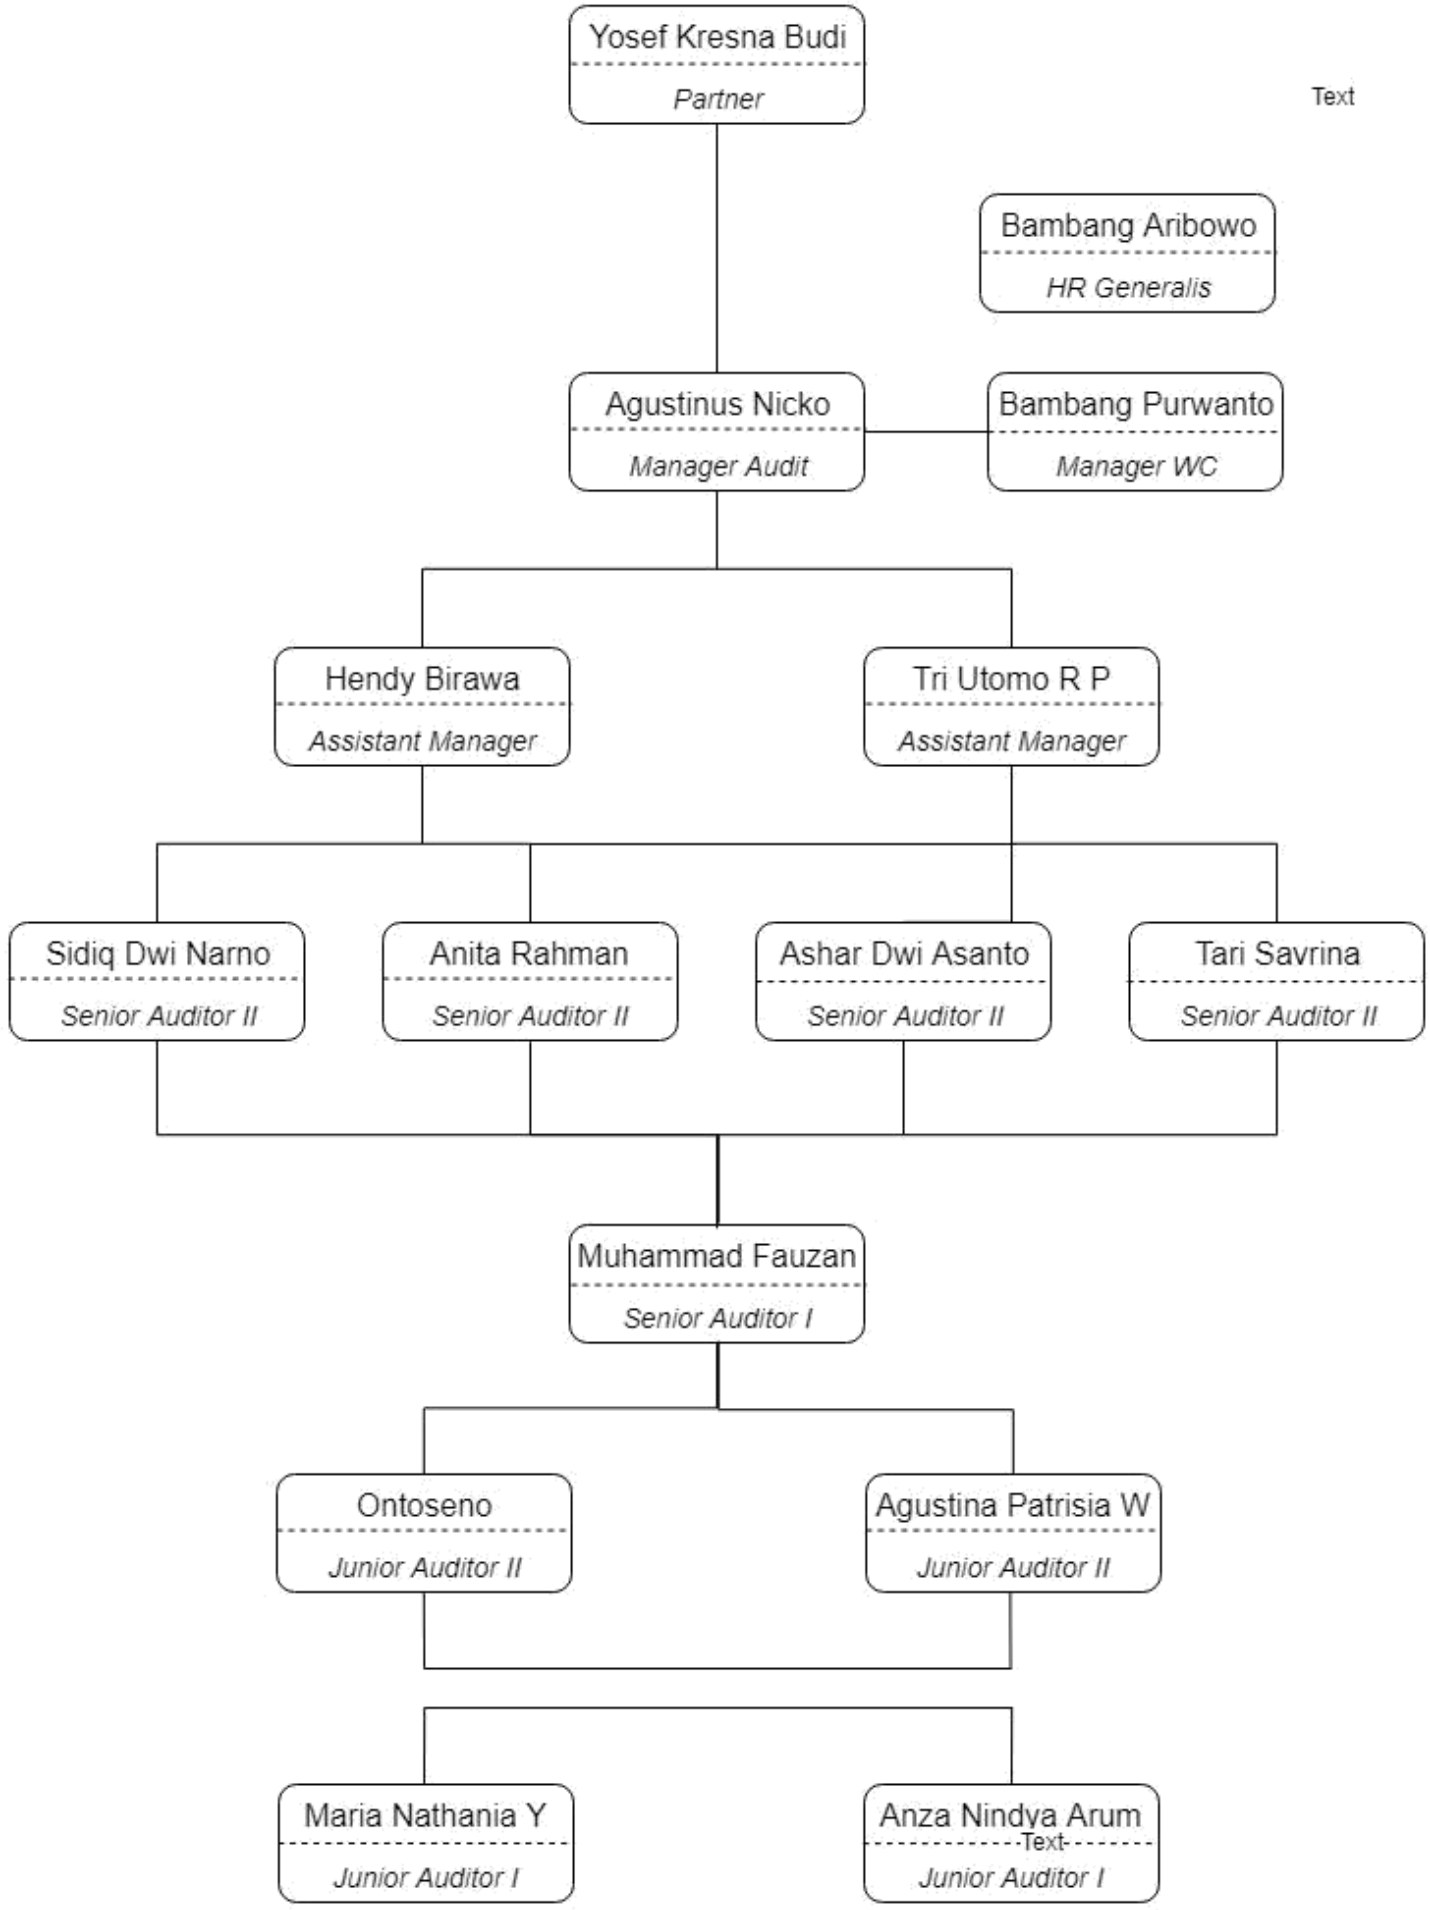 Yosef Kresna Budi
Partner
Text
Bambang Aribowo
HR Generalis
Agustinus Nicko
Manager Audit
Bambang Purwanto
Manager WC
Hendy Birawa
Assistant Manager
Tri Utomo R P
Assistant Manager
Sidiq Dwi Narno
Senior Auditor II
Anita Rahman
Senior Auditor II
Ashar Dwi Asanto
Senior Auditor II
Tari Savrina
Senior Auditor II
Muhammad Fauzan
Senior Auditor I
Ontoseno
Junior Auditor II
Agustina Patrisia W
Junior Auditor II
Maria Nathania Y
Junior Auditor I
Anza Nindya Arum
Text
Junior Auditor I